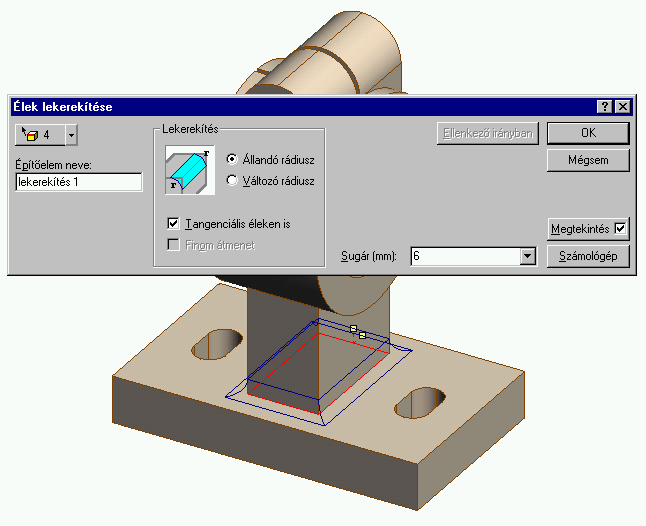 Élek lekerekítése
4
Építőelem neve:
lekerekítés 1
Lekerekítés
r
r
Állandó rádiusz
Változó rádiusz
Tangenciális éleken is
Finom átmenet
Sugár (mm):
6
Ellenkező irányban
OK
Mégsem
Megtekintés
Számológép